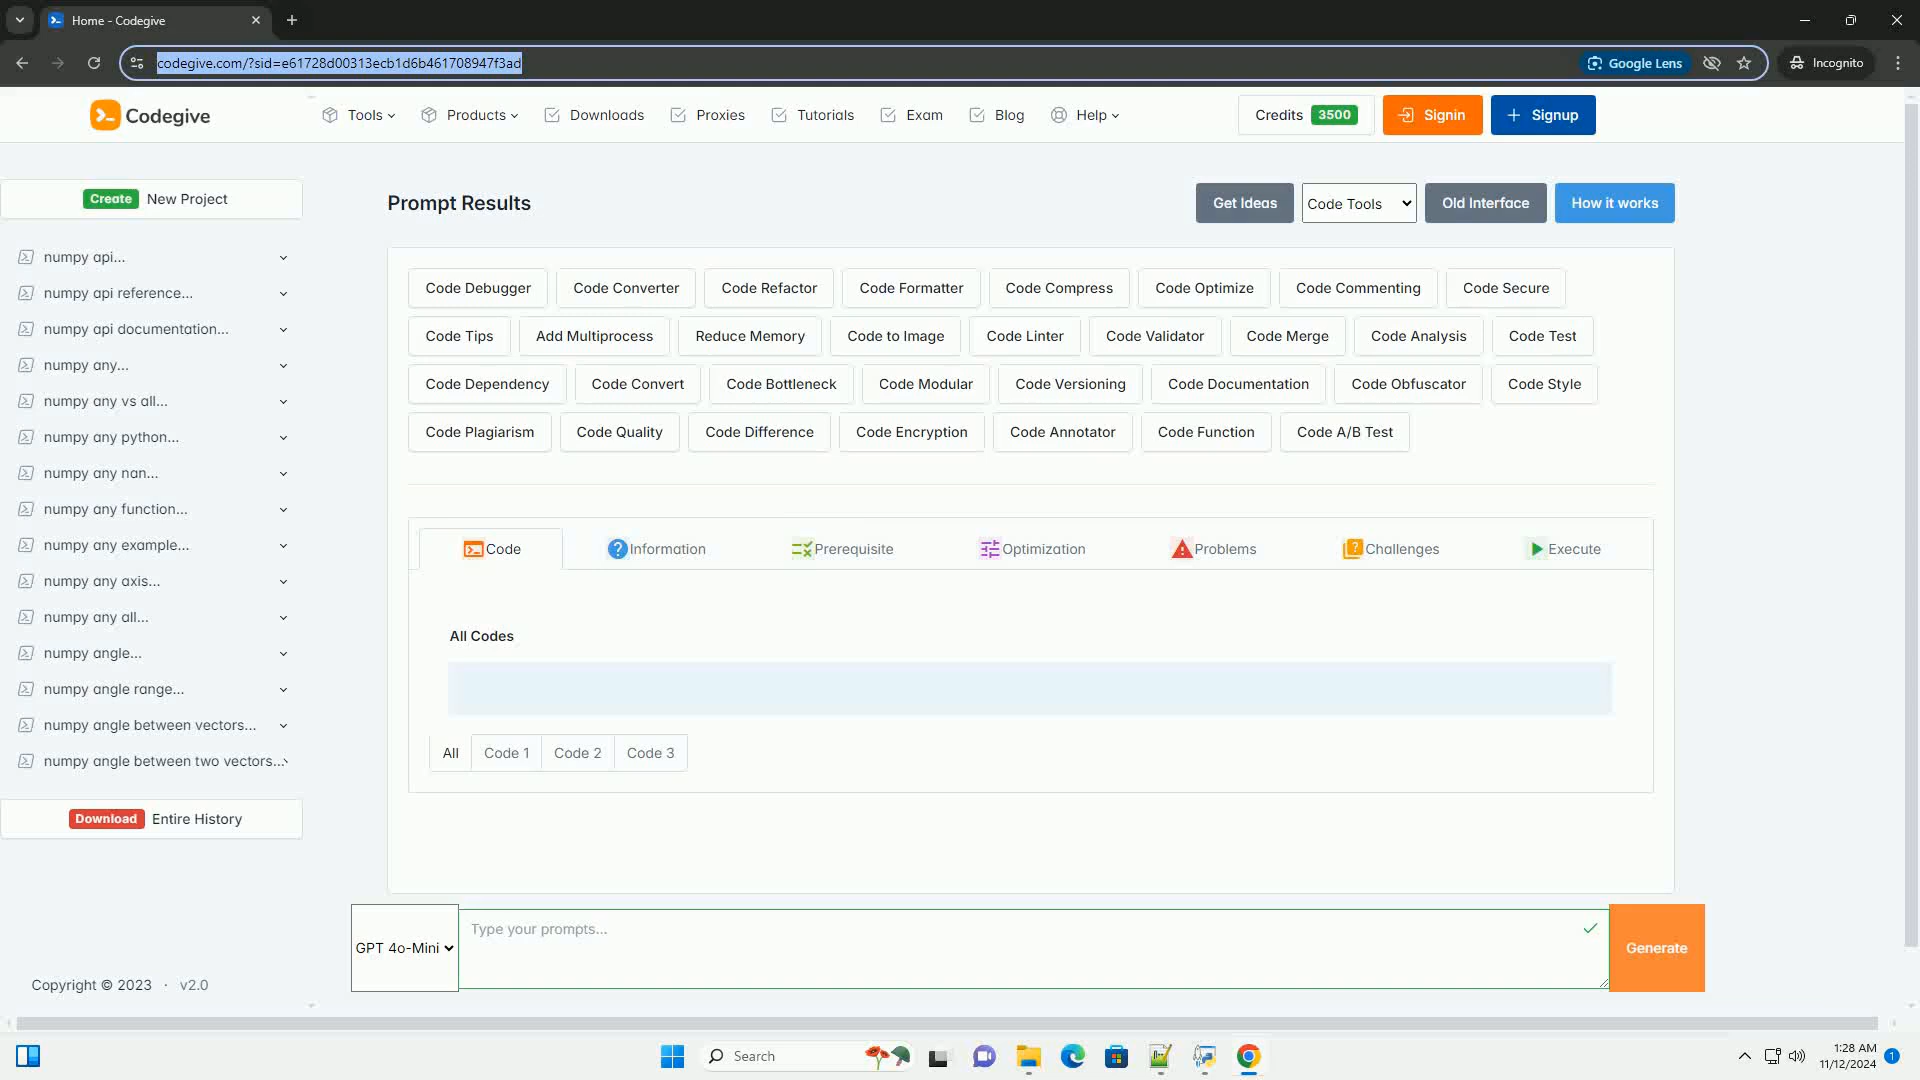 Home - Codegive
codegive.com/?sid=e61728d00313ecb1d6b461708947f3ad
Google Lens
Incognito
Codegive
Tools
Products
Downloads
Proxies
Tutorials
Exam
Blog
Help
Credits 3500
Signin
Signup
Create New Project
numpy api...
numpy api reference...
numpy api documentation...
numpy any...
numpy any vs all...
numpy any python...
numpy any nan...
numpy any function...
numpy any example...
numpy any axis...
numpy any all...
numpy angle...
numpy angle range...
numpy angle between vectors...
numpy angle between two vectors...
Download Entire History
Copyright © 2023 · v2.0
Prompt Results
Get Ideas
Code Tools
Old Interface
How it works
Code Debugger Code Converter Code Refactor Code Formatter Code Compress Code Optimize Code Commenting Code Secure
Code Tips Add Multiprocess Reduce Memory Code to Image Code Linter Code Validator Code Merge Code Analysis Code Test
Code Dependency Code Convert Code Bottleneck Code Modular Code Versioning Code Documentation Code Obfuscator Code Style
Code Plagiarism Code Quality Code Difference Code Encryption Code Annotator Code Function Code A/B Test
Code Information Prerequisite Optimization Problems Challenges Execute
All Codes
All Code 1 Code 2 Code 3
GPT 4o-Mini
Type your prompts...
Generate
Search
1:28 AM
11/12/2024
1